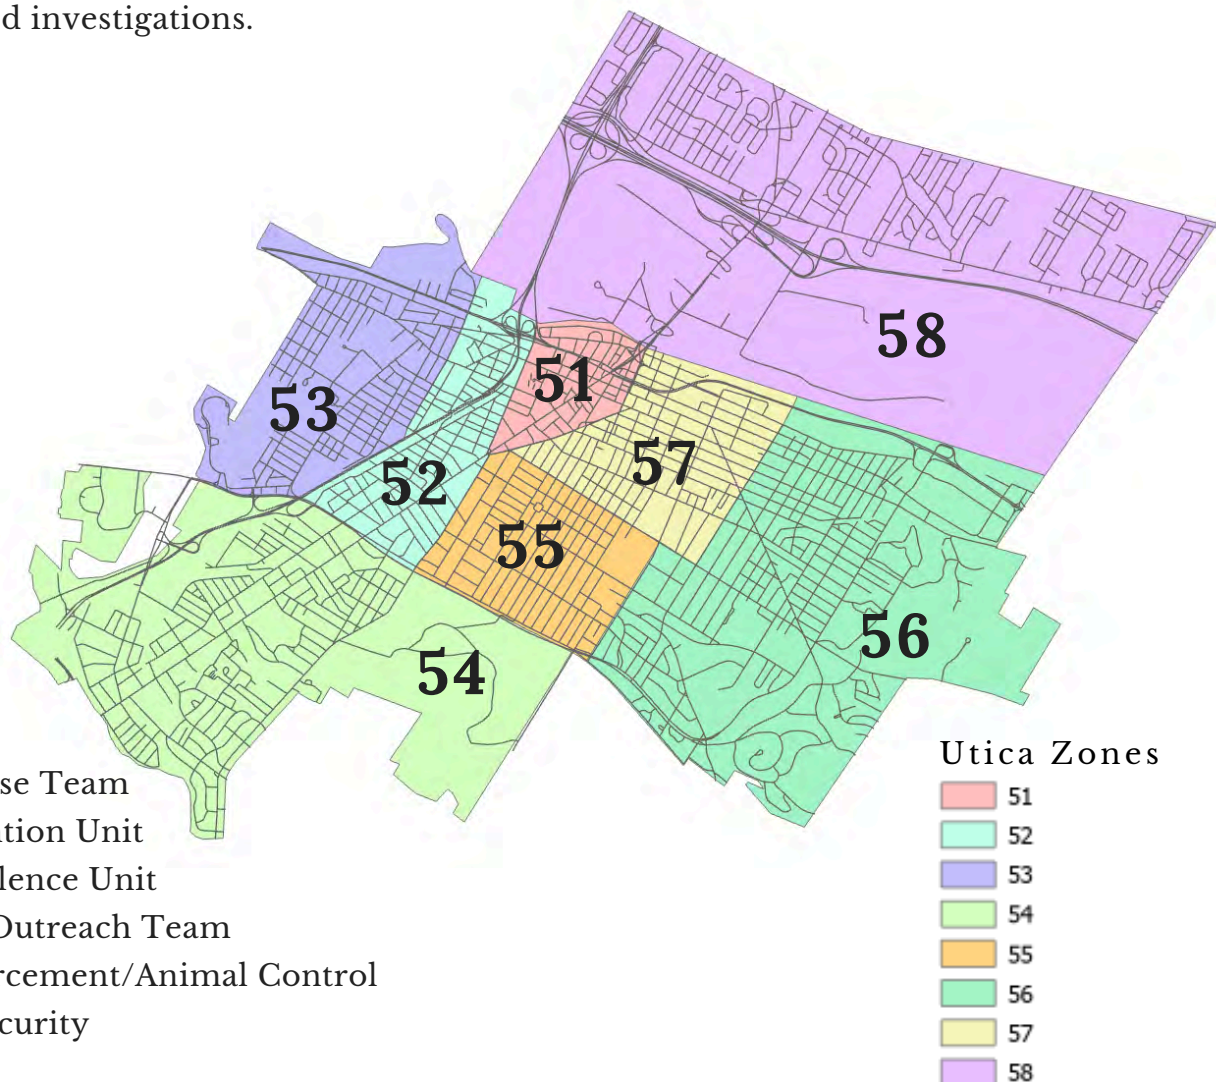 d investigations.
58
51
53
57
52
55
56
54
se Team
ation Unit
lence Unit
Outreach Team
rcement/Animal Control
curity
Utica Zones
51
52
53
54
55
56
57
58